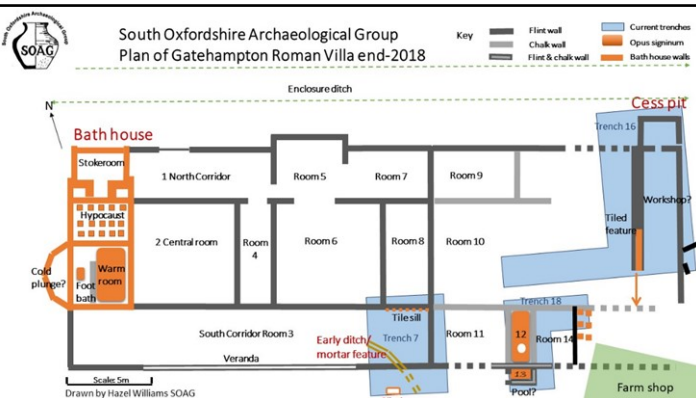 South Oxfordshire Archaeological Group
SOAG
South Oxfordshire Archaeological Group
Plan of Gatehampton Roman Villa end-2018
Key
Flint wall
Chalk wall
Flint & chalk wall
Current trenches
Opus signinum
Bath house walls
Enclosure ditch
N
Bath house
Cess pit
Trench 16
Stokeroom
1 North Corridor
Room 5
Room 7
Room 9
Workshop?
Hypocaust
2 Central room
Room
4
Room 6
Room 8
Room 10
Tiled
feature
Cold
plunge?
Foot
bath
Warm
room
Tile sill
Trench 18
South Corridor Room 3
Early ditch/
mortar feature
Trench 7
Room 11
12
Room 14
Veranda
13
Pool?
Scale 5m
Drawn by Hazel Williams SOAG
Farm shop